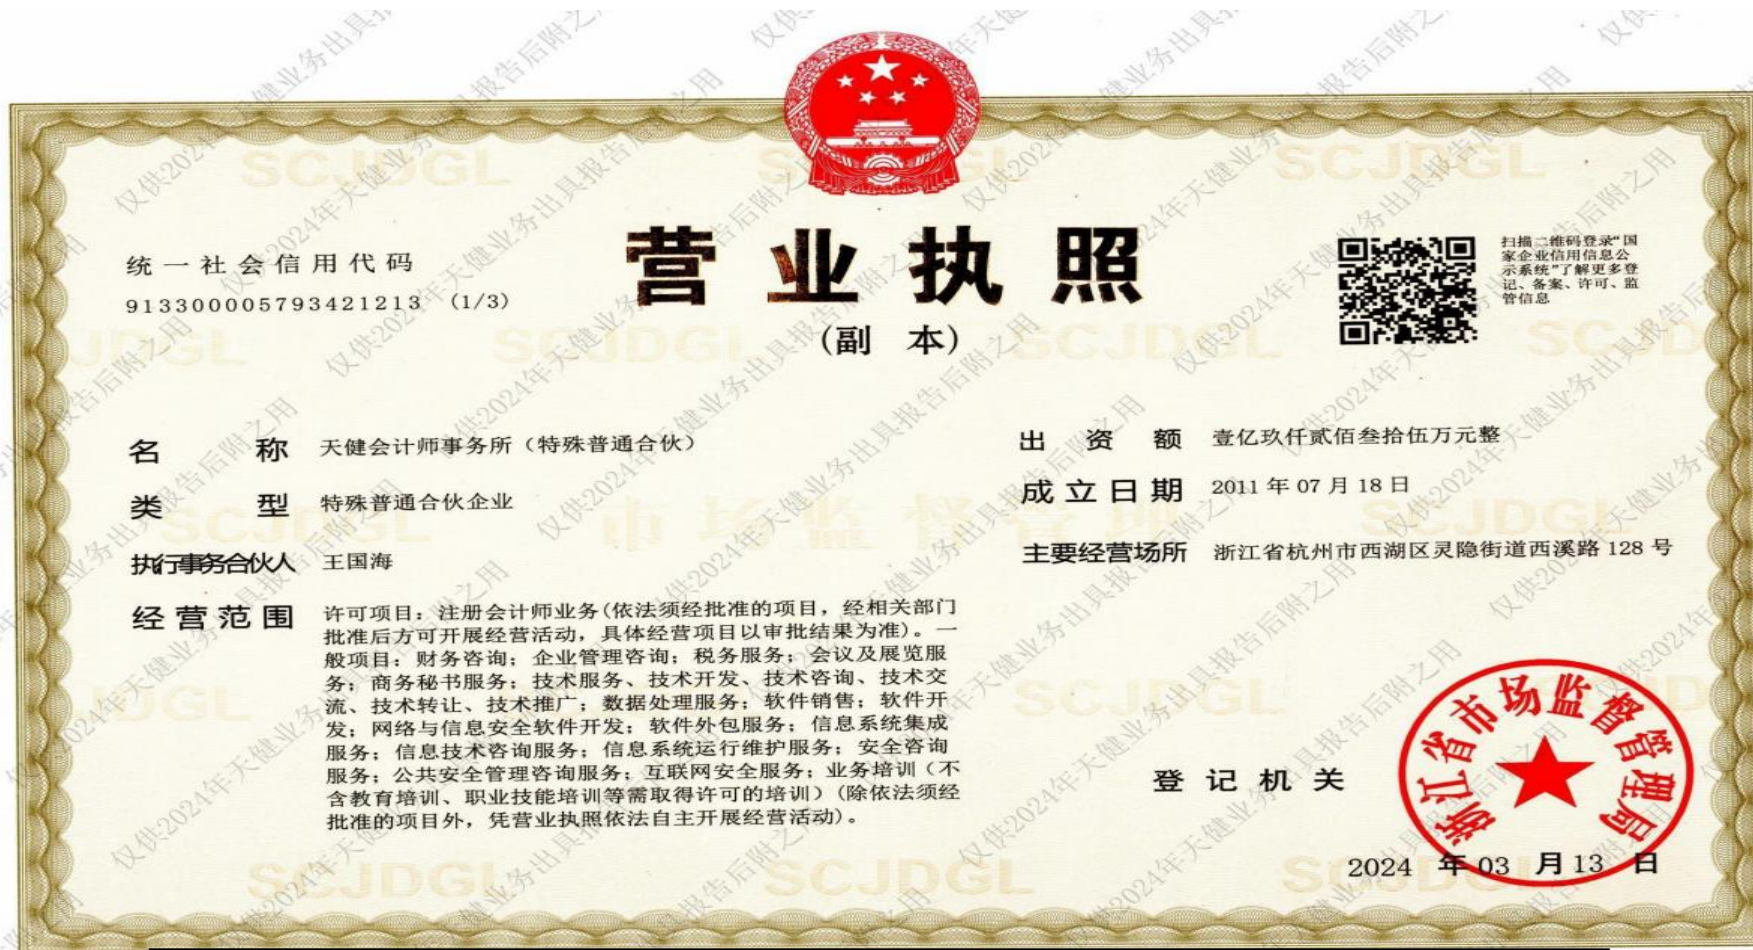 营业执照
(副 本)
统一社会信用代码
913300005793421213 (1/3)
扫描二维码登录“国
家企业信用信息公
示系统”了解更多登
记、备案、许可、监
管信息
名称 天健会计师事务所（特殊普通合伙）
类型 特殊普通合伙企业
执行事务合伙人 王国海
经营范围 许可项目：注册会计师业务(依法须经批准的项目，经相关部门
批准后方可开展经营活动，具体经营项目以审批结果为准)。一
般项目：财务咨询；企业管理咨询；税务服务；会议及展览服
务；商务秘书服务；技术服务、技术开发、技术咨询、技术交
流、技术转让、技术推广；数据处理服务；软件销售；软件开
发；网络与信息安全软件开发；软件外包服务；信息系统集成
服务；信息技术咨询服务；信息系统运行维护服务；安全咨询
服务；公共安全管理咨询服务；互联网安全服务；业务培训（不
含教育培训、职业技能培训等需取得许可的培训）(除依法须经
批准的项目外，凭营业执照依法自主开展经营活动)。
出资额 壹亿玖仟贰佰叁拾伍万元整
成立日期 2011年07月18日
主要经营场所 浙江省杭州市西湖区灵隐街道西溪路128号
登记机关
浙江省市场监督管理局
2024 年 03 月 13 日
SCJDGL
市场监督管理
仅供2024年天健业务出具报告后附之用